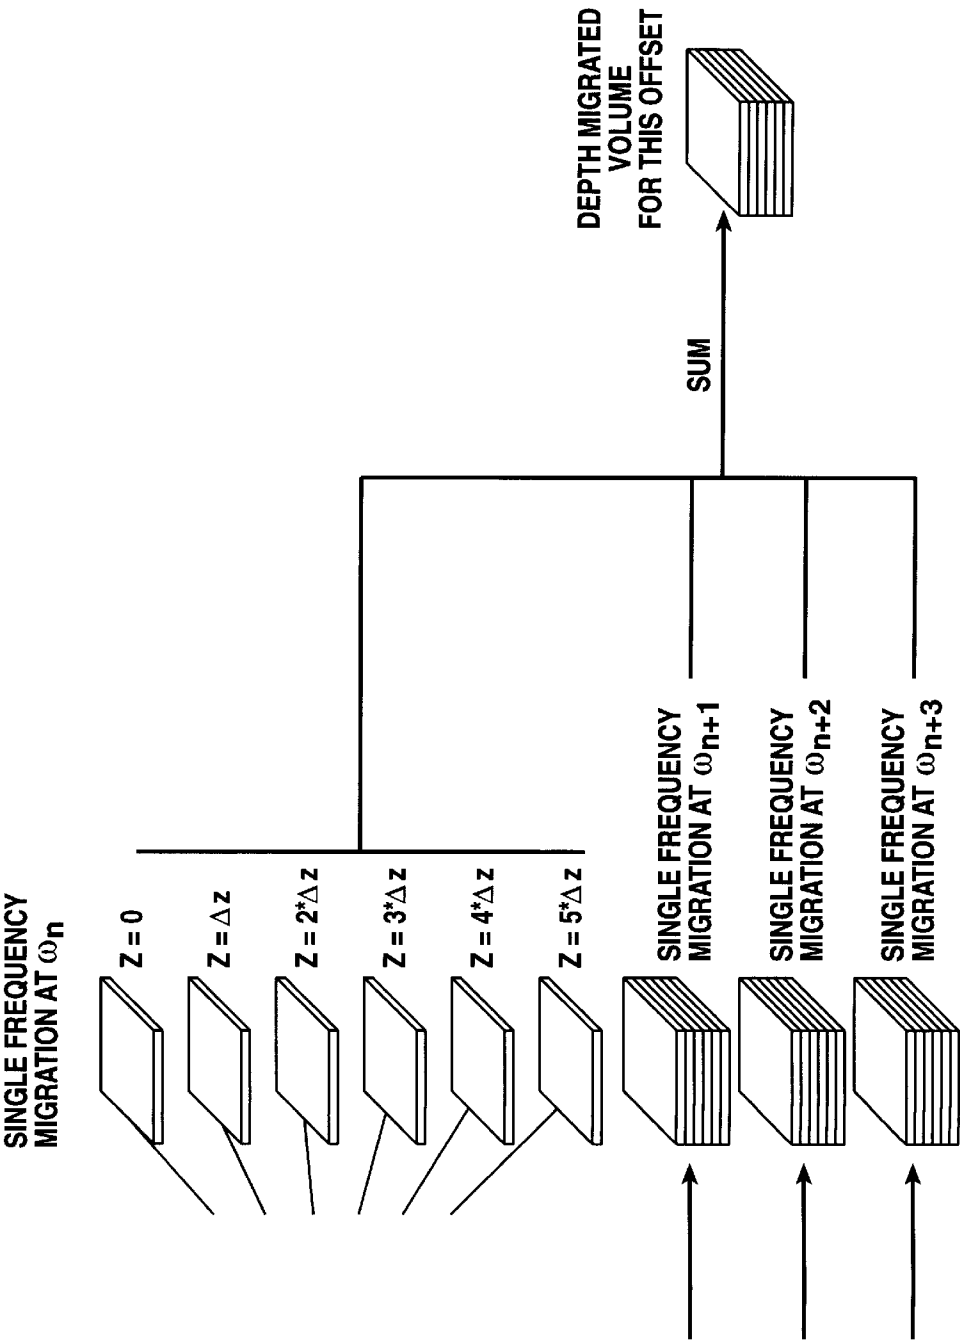 SINGLE FREQUENCY
MIGRATION AT ωn
Z = 0
Z = Δz
Z = 2*Δz
Z = 3*Δz
Z = 4*Δz
Z = 5*Δz
SINGLE FREQUENCY
MIGRATION AT ωn+1
SINGLE FREQUENCY
MIGRATION AT ωn+2
SINGLE FREQUENCY
MIGRATION AT ωn+3
SUM
DEPTH MIGRATED
VOLUME
FOR THIS OFFSET